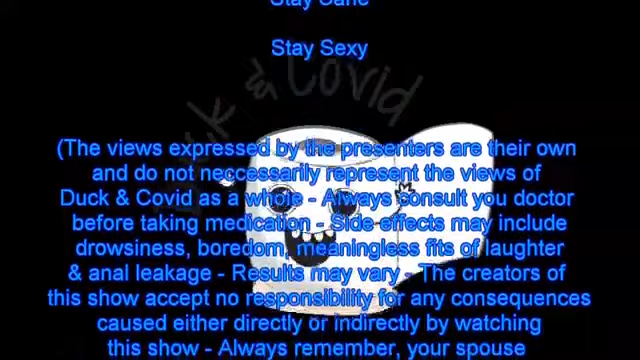 Stay Sane
Stay Sexy
Duck & Covid
(The views expressed by the presenters are their own
and do not neccessarily represent the views of
Duck & Covid as a whole - Always consult you doctor
before taking medication - Side effects may include
drowsiness, boredom, meaningless fits of laughter
& anal leakage - Results may vary - The creators of
this show accept no responsibility for any consequences
caused either directly or indirectly by watching
this show - Always remember, your spouse